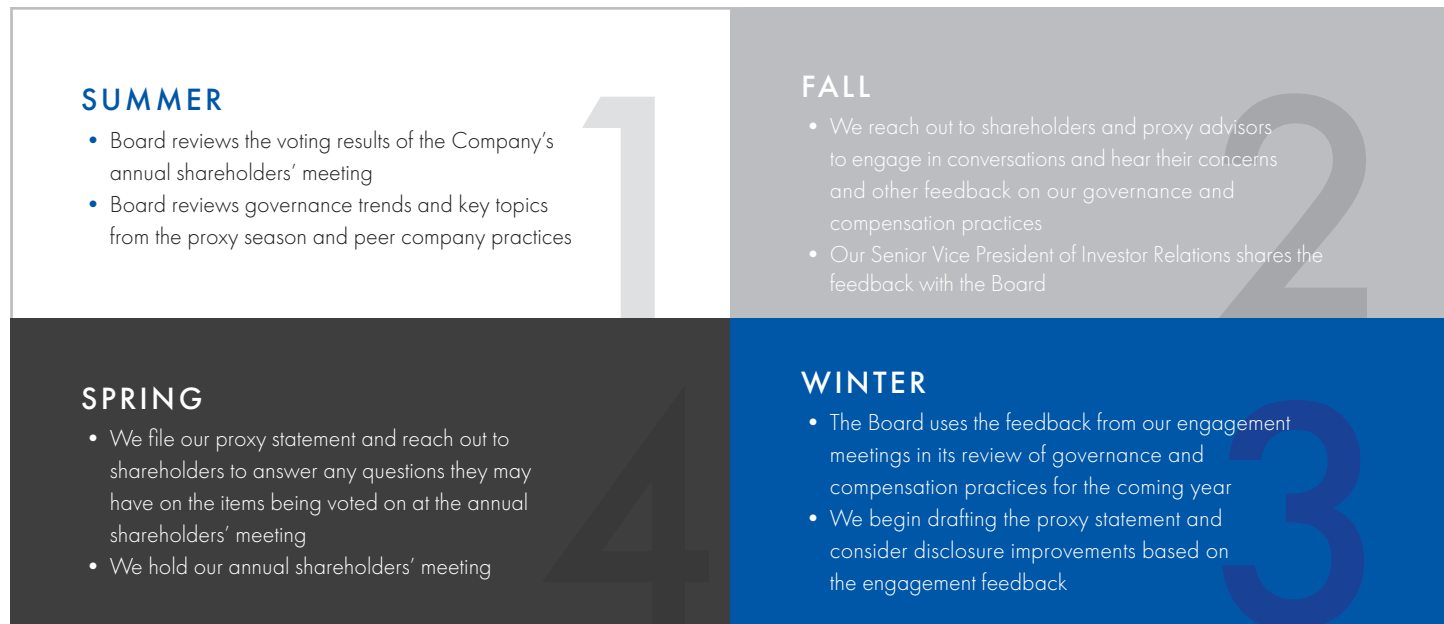 SUMMER
1
• Board reviews the voting results of the Company’s
annual shareholders’ meeting
• Board reviews governance trends and key topics
from the proxy season and peer company practices
FALL
2
• We reach out to shareholders and proxy advisors
to engage in conversations and hear their concerns
and other feedback on our governance and
compensation practices
• Our Senior Vice President of Investor Relations shares the
feedback with the Board
WINTER
3
• The Board uses the feedback from our engagement
meetings in its review of governance and
compensation practices for the coming year
• We begin drafting the proxy statement and
consider disclosure improvements based on
the engagement feedback
SPRING
4
• We file our proxy statement and reach out to
shareholders to answer any questions they may
have on the items being voted on at the annual
shareholders’ meeting
• We hold our annual shareholders’ meeting